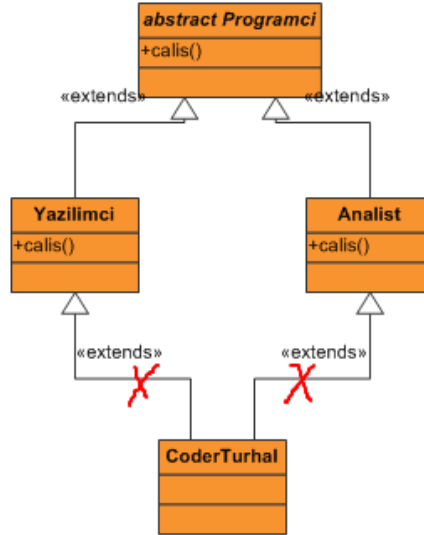 abstract Programci
+calis()
«extends» «extends»
Yazilimci Analist
+calis() +calis()
«extends» «extends»
CoderTurhal